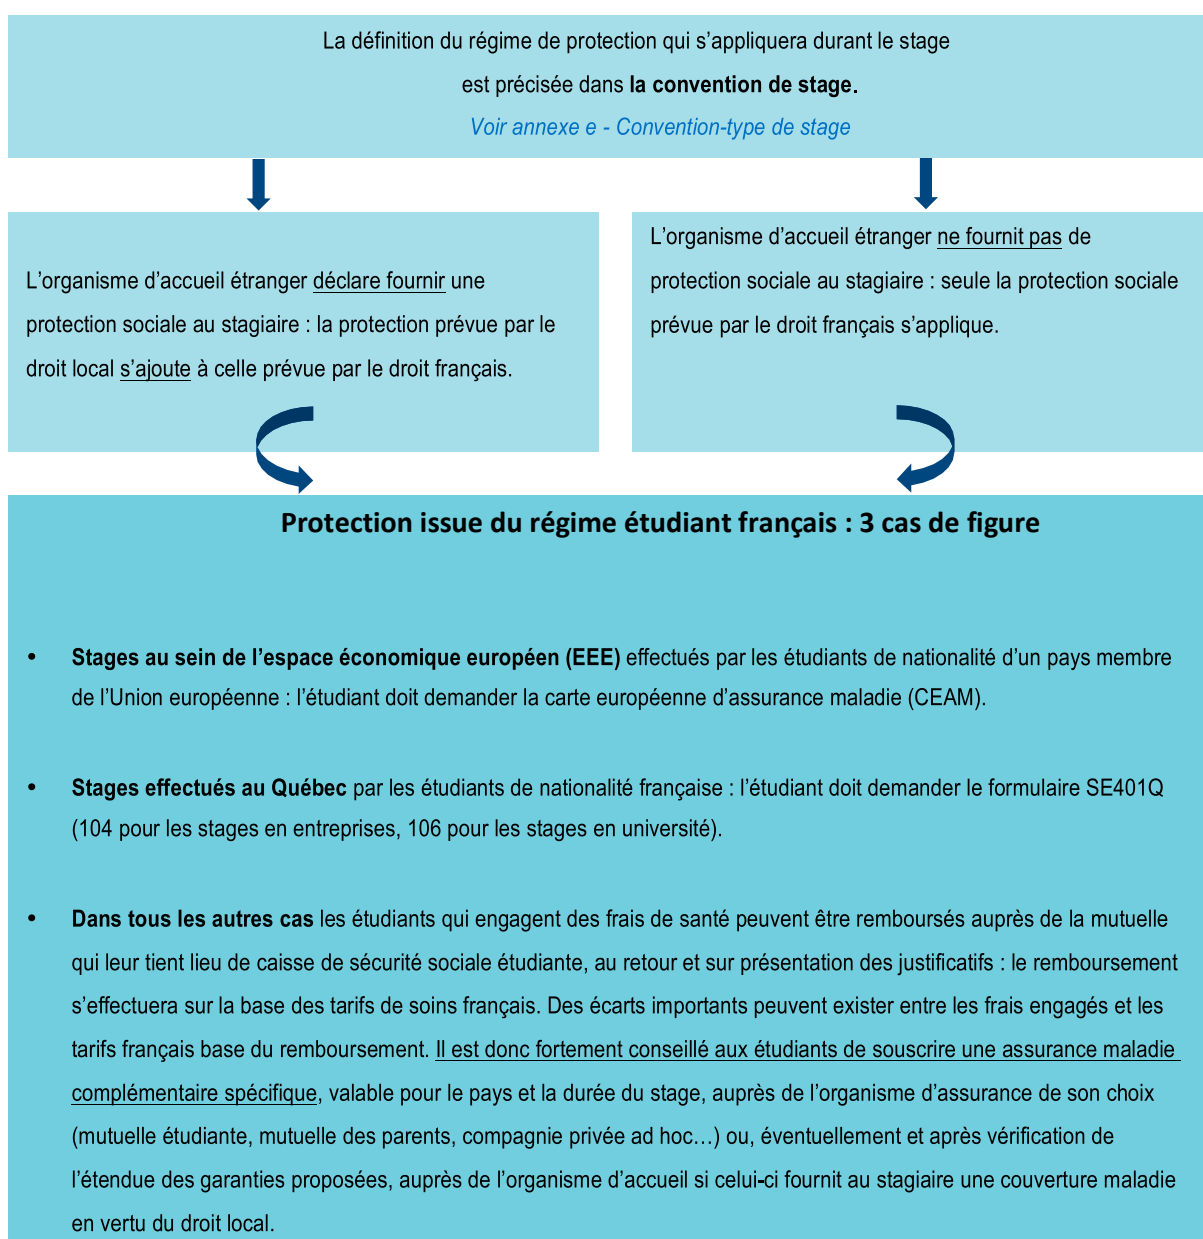 La définition du régime de protection qui s’appliquera durant le stage
est précisée dans la convention de stage.
Voir annexe e - Convention-type de stage
L’organisme d’accueil étranger déclare fournir une
protection sociale au stagiaire : la protection prévue par le
droit local s’ajoute à celle prévue par le droit français.
L’organisme d’accueil étranger ne fournit pas de
protection sociale au stagiaire : seule la protection sociale
prévue par le droit français s’applique.
Protection issue du régime étudiant français : 3 cas de figure
• Stages au sein de l’espace économique européen (EEE) effectués par les étudiants de nationalité d’un pays membre
de l’Union européenne : l’étudiant doit demander la carte européenne d’assurance maladie (CEAM).
• Stages effectués au Québec par les étudiants de nationalité française : l’étudiant doit demander le formulaire SE401Q
(104 pour les stages en entreprises, 106 pour les stages en université).
• Dans tous les autres cas les étudiants qui engagent des frais de santé peuvent être remboursés auprès de la mutuelle
qui leur tient lieu de caisse de sécurité sociale étudiante, au retour et sur présentation des justificatifs : le remboursement
s’effectuera sur la base des tarifs de soins français. Des écarts importants peuvent exister entre les frais engagés et les
tarifs français base du remboursement. Il est donc fortement conseillé aux étudiants de souscrire une assurance maladie
complémentaire spécifique, valable pour le pays et la durée du stage, auprès de l’organisme d’assurance de son choix
(mutuelle étudiante, mutuelle des parents, compagnie privée ad hoc…) ou, éventuellement et après vérification de
l’étendue des garanties proposées, auprès de l’organisme d’accueil si celui-ci fournit au stagiaire une couverture maladie
en vertu du droit local.